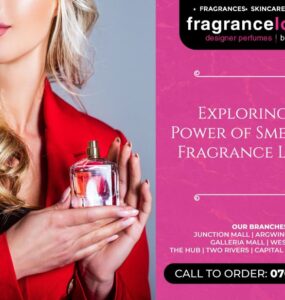 • FRAGRANCES• SKINCARE
fragrancelo
designer perfumes | b
EXPLORING
POWER OF SME
FRAGRANCE L
OUR BRANCHES
JUNCTION MALL | ARGWIN
GALLERIA MALL | WES
THE HUB | TWO RIVERS | CAPITAL
CALL TO ORDER: 07